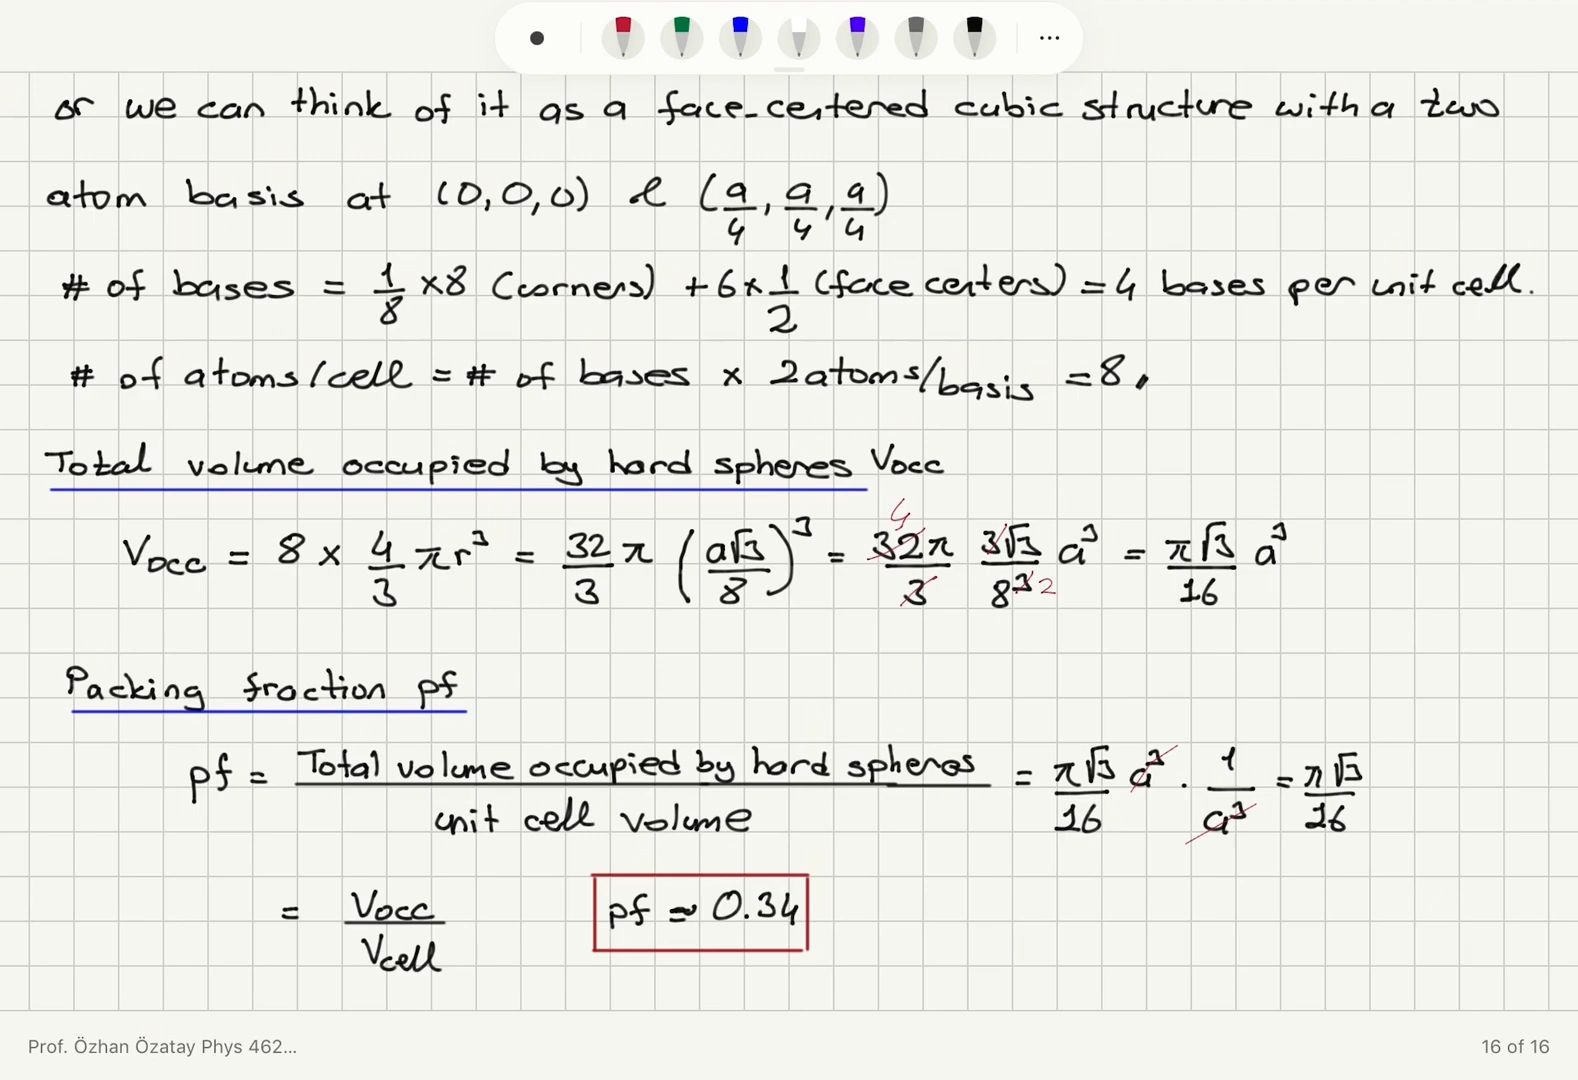 or we can think of it as a face-centered cubic structure with a two
atom basis at (0,0,0) & (a/4, a/4, a/4)
# of bases = 1/8 × 8 (corners) + 6 × 1/2 (face centers) = 4 bases per unit cell.
# of atoms/cell = # of bases × 2 atoms/basis = 8.
Total volume occupied by hard spheres Vocc
Vocc = 8 × 4/3 πr³ = 32/3 π (a√3/8)³ = 32π/3 3√3/8³ a³ = π√3/16 a³
4
2
Packing fraction pf
pf = Total volume occupied by hard spheres / unit cell volume = π√3/16 a³ · 1/a³ = π√3/16
= Vocc/Vcell pf ≃ 0.34
Prof. Özhan Özatay Phys 462... 16 of 16